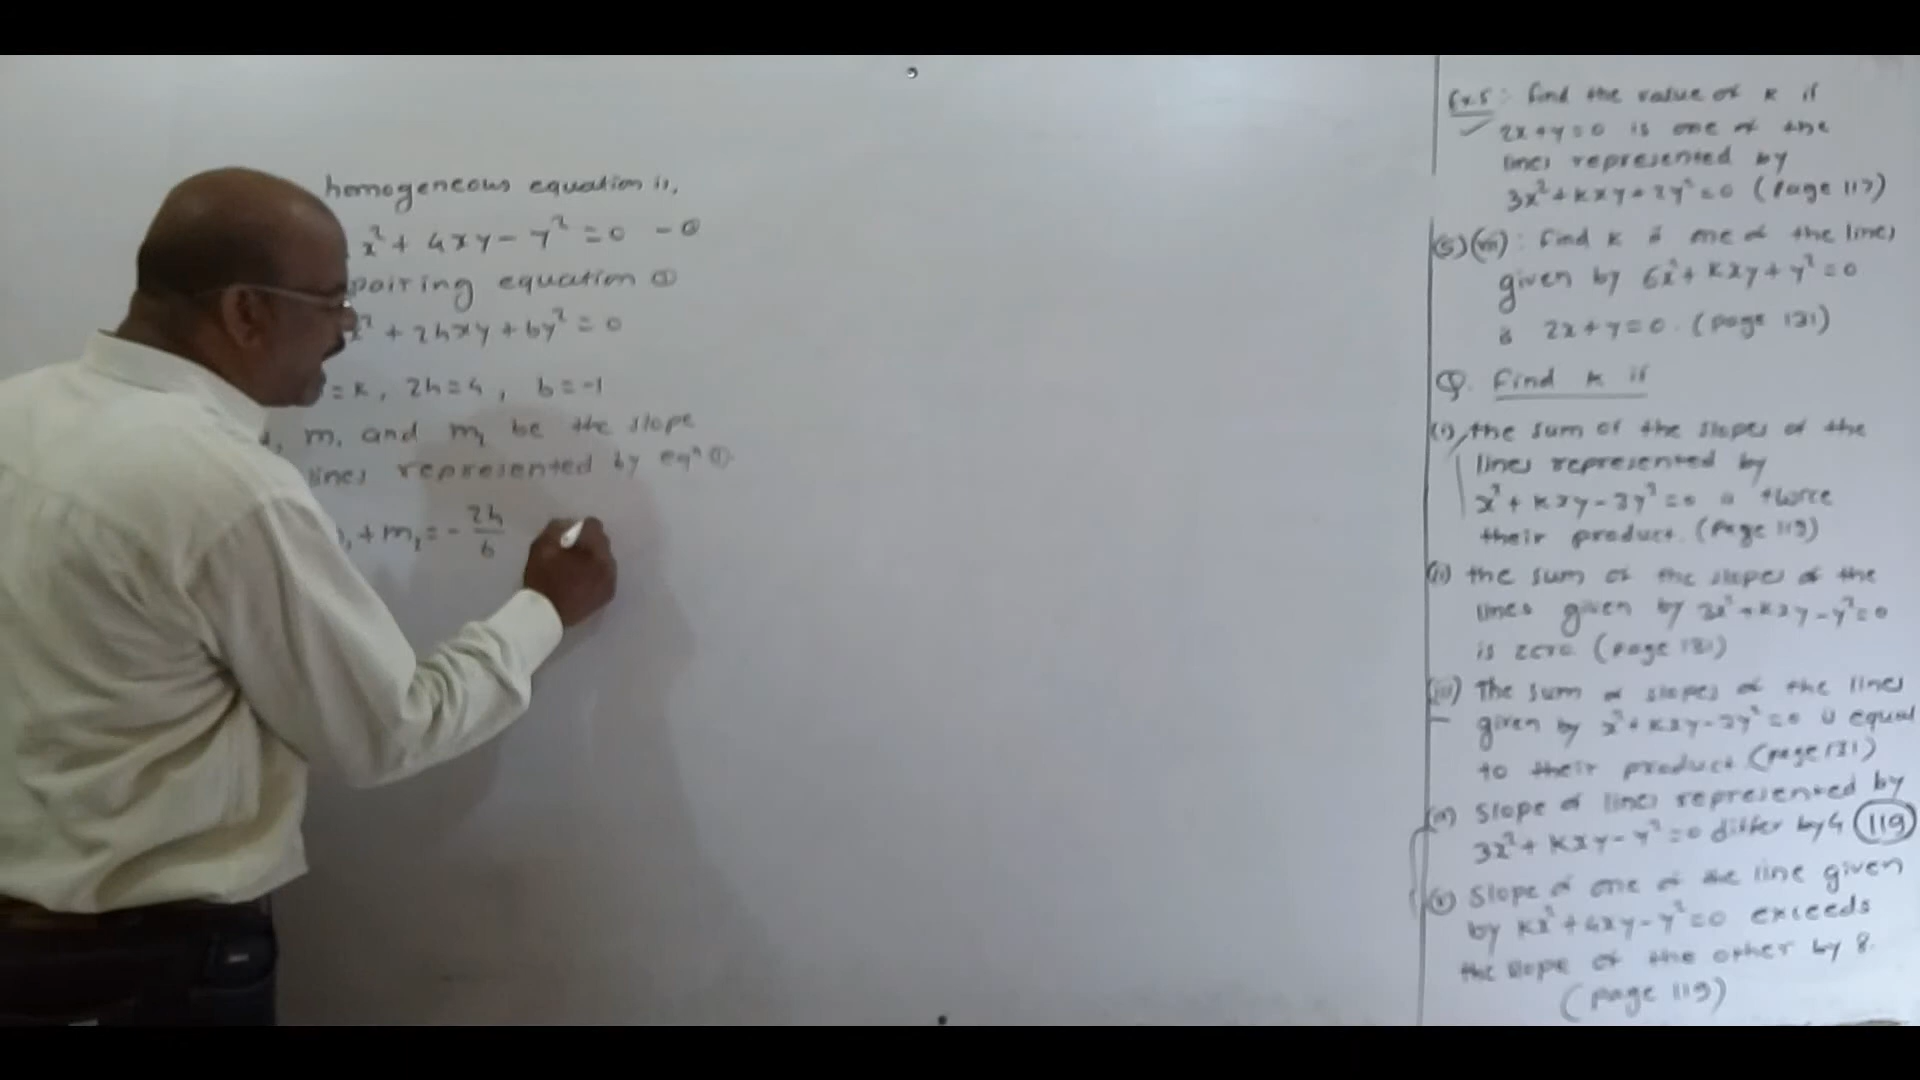 homogeneous equation is,
x² + 4xy - y² = 0 - ①
pairing equation ①
x² + 2hxy + by² = 0
= k, 2h = 4, b = -1
m₁ and m₂ be the slope
lines represented by eqⁿ ①.
₁ + m₂ = - 2h/b
Ex.5: Find the value of k if
2x+y=0 is one of the
lines represented by
3x²+kxy+2y²=0 (page 117)
(5)(vii): Find k if one of the lines
given by 6x²+kxy+y²=0
is 2x+y=0. (page 131)
Q. Find k if
(i) the sum of the slopes of the
lines represented by
x²+kxy-3y²=0 is twice
their product. (page 119)
(ii) the sum of the slopes of the
lines given by 3x²+kxy-y²=0
is zero (page 131)
(iii) The sum of slopes of the lines
given by x²+kxy-3y²=0 is equal
to their product (page 131)
Slope of lines represented by
3x²+kxy-y²=0 differ by 4 (119)
(v) Slope of one of the line given
by kx²+4xy-y²=0 exceeds
the slope of the other by 8.
(page 119)